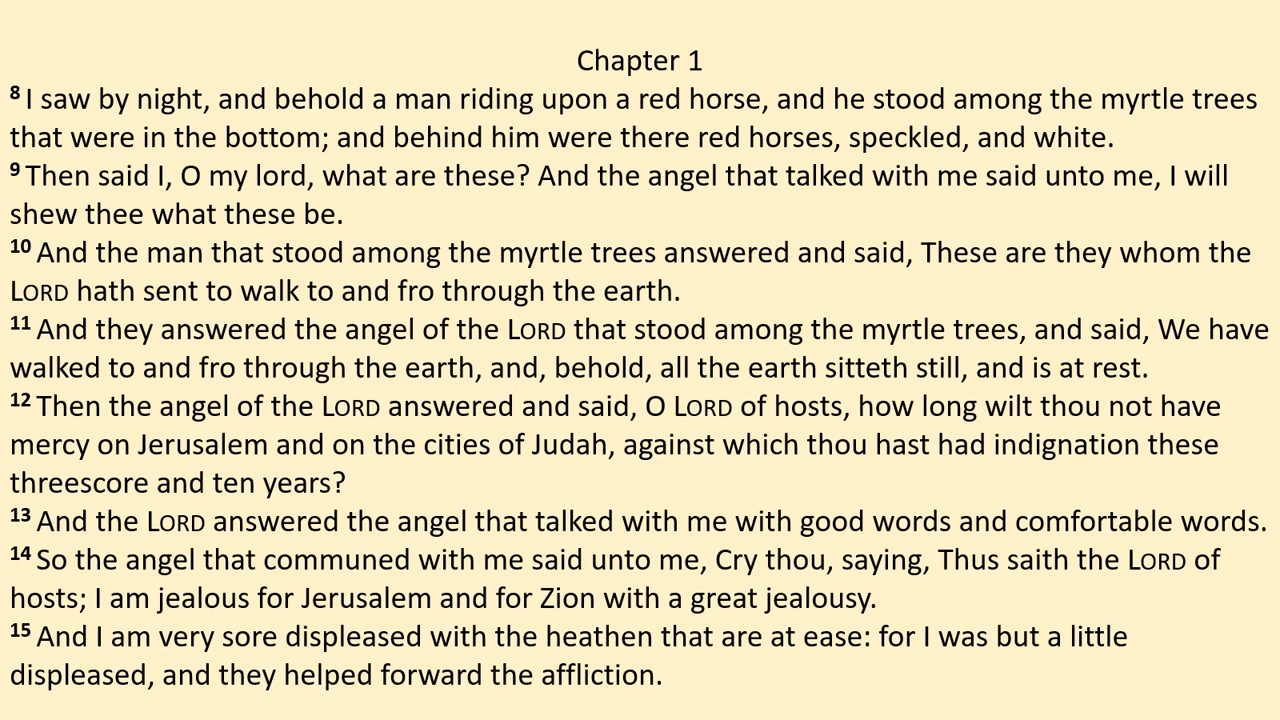 Chapter 1
8 I saw by night, and behold a man riding upon a red horse, and he stood among the myrtle trees
that were in the bottom; and behind him were there red horses, speckled, and white.
9 Then said I, O my lord, what are these? And the angel that talked with me said unto me, I will
shew thee what these be.
10 And the man that stood among the myrtle trees answered and said, These are they whom the
LORD hath sent to walk to and fro through the earth.
11 And they answered the angel of the LORD that stood among the myrtle trees, and said, We have
walked to and fro through the earth, and, behold, all the earth sitteth still, and is at rest.
12 Then the angel of the LORD answered and said, O LORD of hosts, how long wilt thou not have
mercy on Jerusalem and on the cities of Judah, against which thou hast had indignation these
threescore and ten years?
13 And the LORD answered the angel that talked with me with good words and comfortable words.
14 So the angel that communed with me said unto me, Cry thou, saying, Thus saith the LORD of
hosts; I am jealous for Jerusalem and for Zion with a great jealousy.
15 And I am very sore displeased with the heathen that are at ease: for I was but a little
displeased, and they helped forward the affliction.